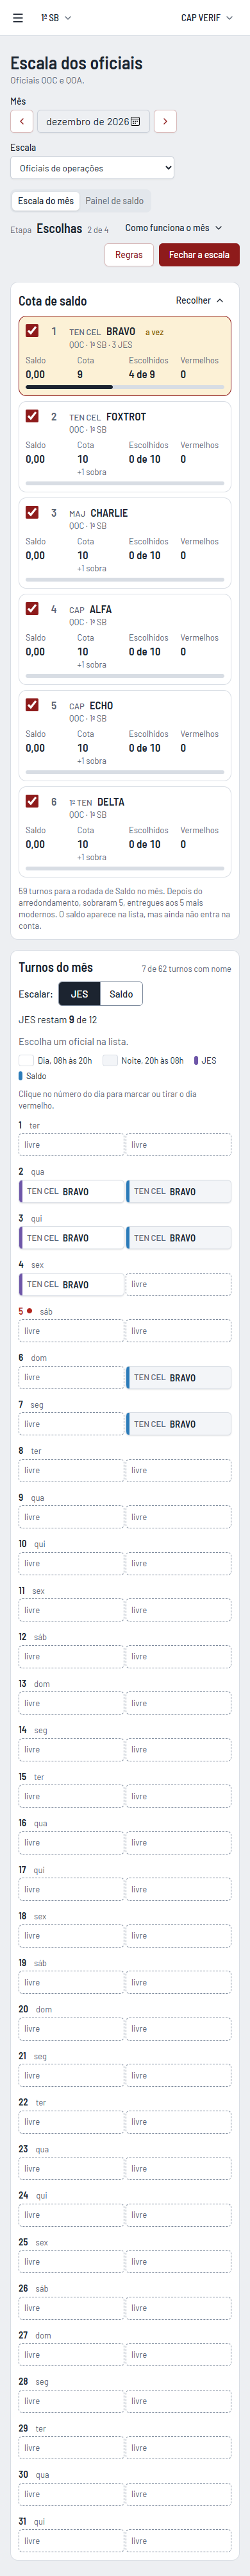 1º SB
CAP VERIF
Escala dos oficiais
Oficiais QOC e QOA.
Mês
dezembro de 2026
Escala
Oficiais de operações
Escala do mês
Painel de saldo
Etapa Escolhas 2 de 4
Como funciona o mês
Regras
Fechar a escala
Cota de saldo
Recolher
1 TEN CEL BRAVO a vez
QOC · 1º SB · 3 JES
Saldo Cota Escolhidos Vermelhos
0,00 9 4 de 9 0
2 TEN CEL FOXTROT
QOC · 1º SB
Saldo Cota Escolhidos Vermelhos
0,00 10 0 de 10 0
+1 sobra
3 MAJ CHARLIE
QOC · 1º SB
Saldo Cota Escolhidos Vermelhos
0,00 10 0 de 10 0
+1 sobra
4 CAP ALFA
QOC · 1º SB
Saldo Cota Escolhidos Vermelhos
0,00 10 0 de 10 0
+1 sobra
5 CAP ECHO
QOC · 1º SB
Saldo Cota Escolhidos Vermelhos
0,00 10 0 de 10 0
+1 sobra
6 1º TEN DELTA
QOC · 1º SB
Saldo Cota Escolhidos Vermelhos
0,00 10 0 de 10 0
+1 sobra
59 turnos para a rodada de Saldo no mês. Depois do
arredondamento, sobraram 5, entregues aos 5 mais
modernos. O saldo aparece na lista, mas ainda não entra na
conta.
Turnos do mês
7 de 62 turnos com nome
Escalar: JES Saldo
JES restam 9 de 12
Escolha um oficial na lista.
Dia, 08h às 20h Noite, 20h às 08h JES
Saldo
Clique no número do dia para marcar ou tirar o dia
vermelho.
1 ter
livre livre
2 qua
TEN CEL BRAVO TEN CEL BRAVO
3 qui
TEN CEL BRAVO TEN CEL BRAVO
4 sex
TEN CEL BRAVO livre
5 sáb
livre livre
6 dom
livre TEN CEL BRAVO
7 seg
livre TEN CEL BRAVO
8 ter
livre livre
9 qua
livre livre
10 qui
livre livre
11 sex
livre livre
12 sáb
livre livre
13 dom
livre livre
14 seg
livre livre
15 ter
livre livre
16 qua
livre livre
17 qui
livre livre
18 sex
livre livre
19 sáb
livre livre
20 dom
livre livre
21 seg
livre livre
22 ter
livre livre
23 qua
livre livre
24 qui
livre livre
25 sex
livre livre
26 sáb
livre livre
27 dom
livre livre
28 seg
livre livre
29 ter
livre livre
30 qua
livre livre
31 qui
livre livre